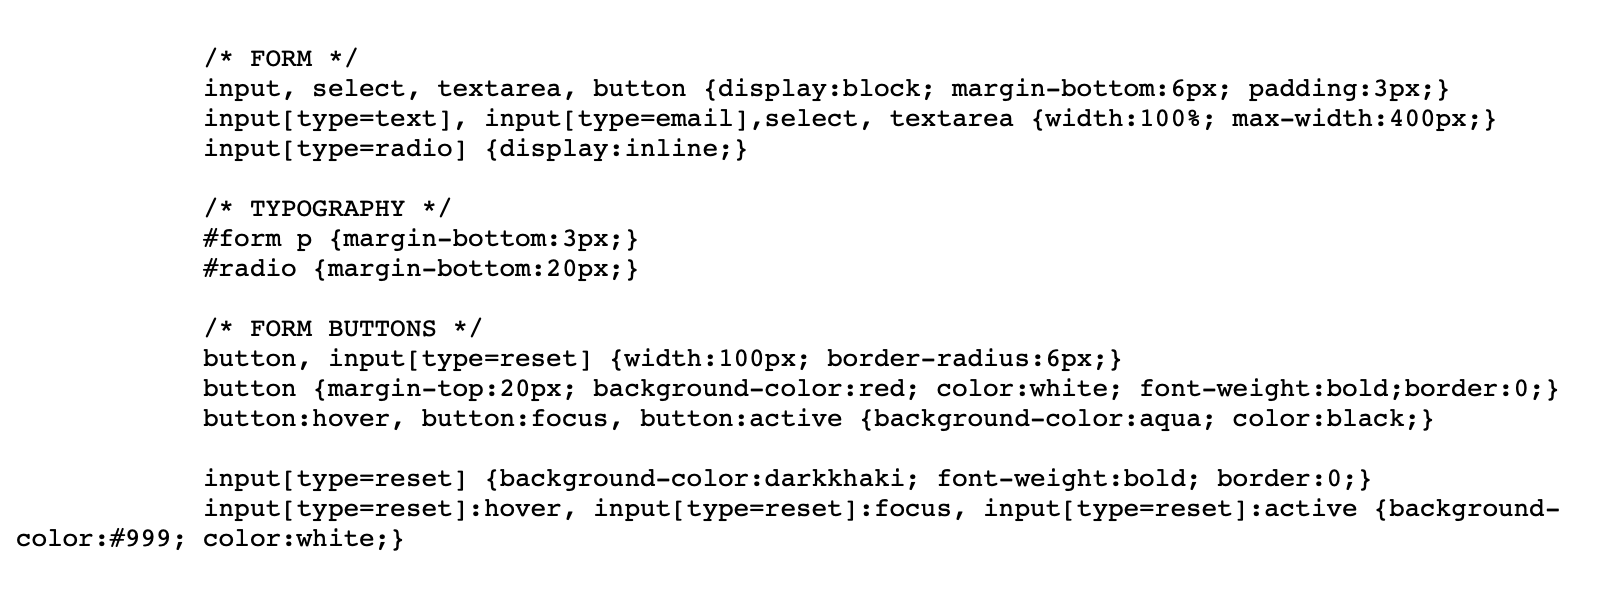 /* FORM */
input, select, textarea, button {display:block; margin-bottom:6px; padding:3px;}
input[type=text], input[type=email],select, textarea {width:100%; max-width:400px;}
input[type=radio] {display:inline;}
/* TYPOGRAPHY */
#form p {margin-bottom:3px;}
#radio {margin-bottom:20px;}
/* FORM BUTTONS */
button, input[type=reset] {width:100px; border-radius:6px;}
button {margin-top:20px; background-color:red; color:white; font-weight:bold;border:0;}
button:hover, button:focus, button:active {background-color:aqua; color:black;}
input[type=reset] {background-color:darkkhaki; font-weight:bold; border:0;}
input[type=reset]:hover, input[type=reset]:focus, input[type=reset]:active {background-
color:#999; color:white;}